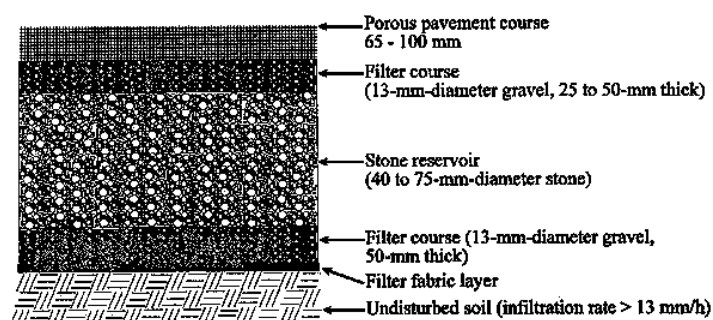 Porous pavement course
65 - 100 mm
Filter course
(13-mm-diameter gravel, 25 to 50-mm thick)
Stone reservoir
(40 to 75-mm-diameter stone)
Filter course (13-mm-diameter gravel,
50-mm thick)
Filter fabric layer
Undisturbed soil (infiltration rate > 13 mm/h)